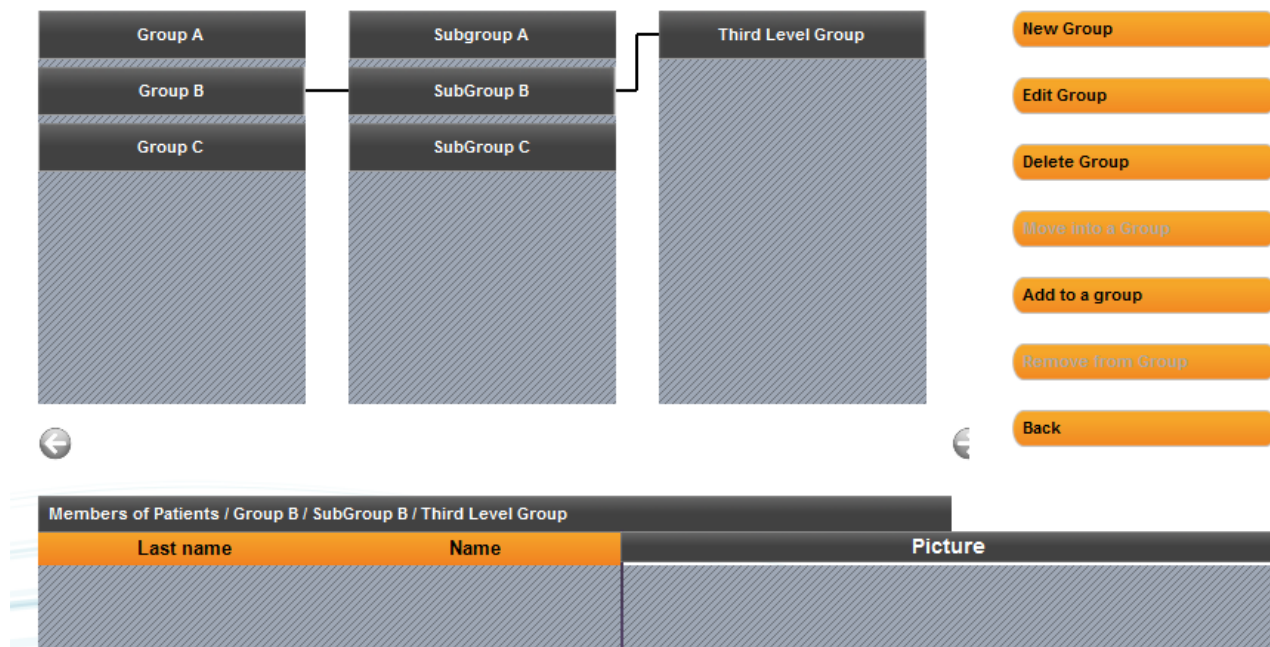 Group A
Subgroup A
Third Level Group
Group B
SubGroup B
Group C
SubGroup C
New Group
Edit Group
Delete Group
Move into a Group
Add to a group
Remove from Group
Back
Members of Patients / Group B / SubGroup B / Third Level Group
Last name
Name
Picture